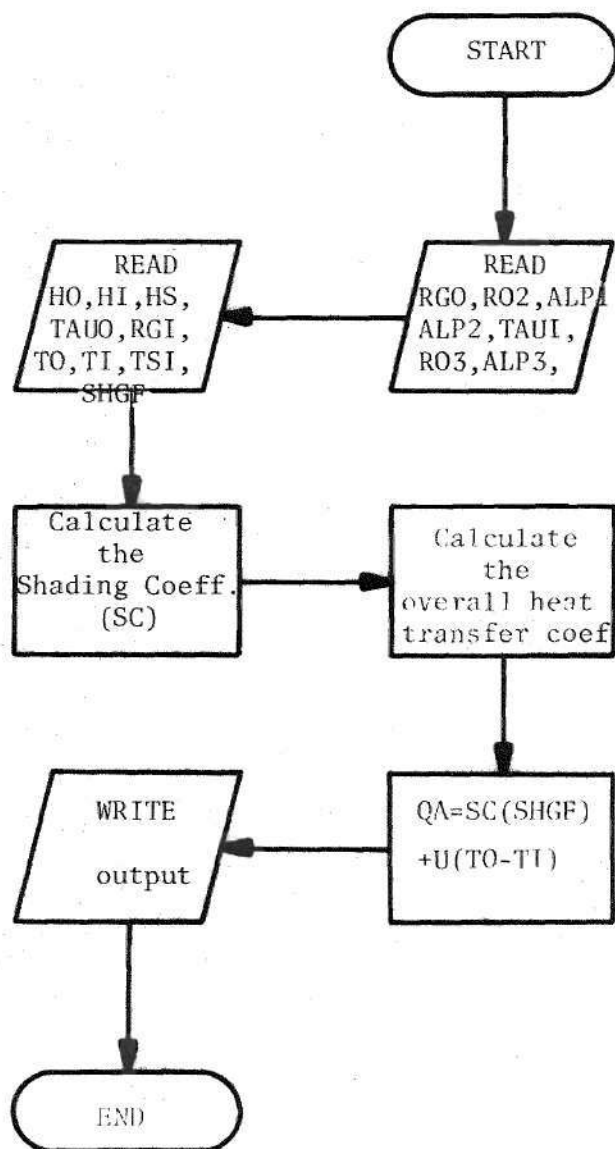 START
READ
RGO,RO2,ALP1
ALP2,TAUI,
RO3,ALP3,
READ
HO,HI,HS,
TAUO,RGI,
TO,TI,TSI,
SHGF
Calculate
the
Shading Coeff.
(SC)
Calculate
the
overall heat
transfer coef
QA=SC(SHGF)
+U(TO-TI)
WRITE
output
END